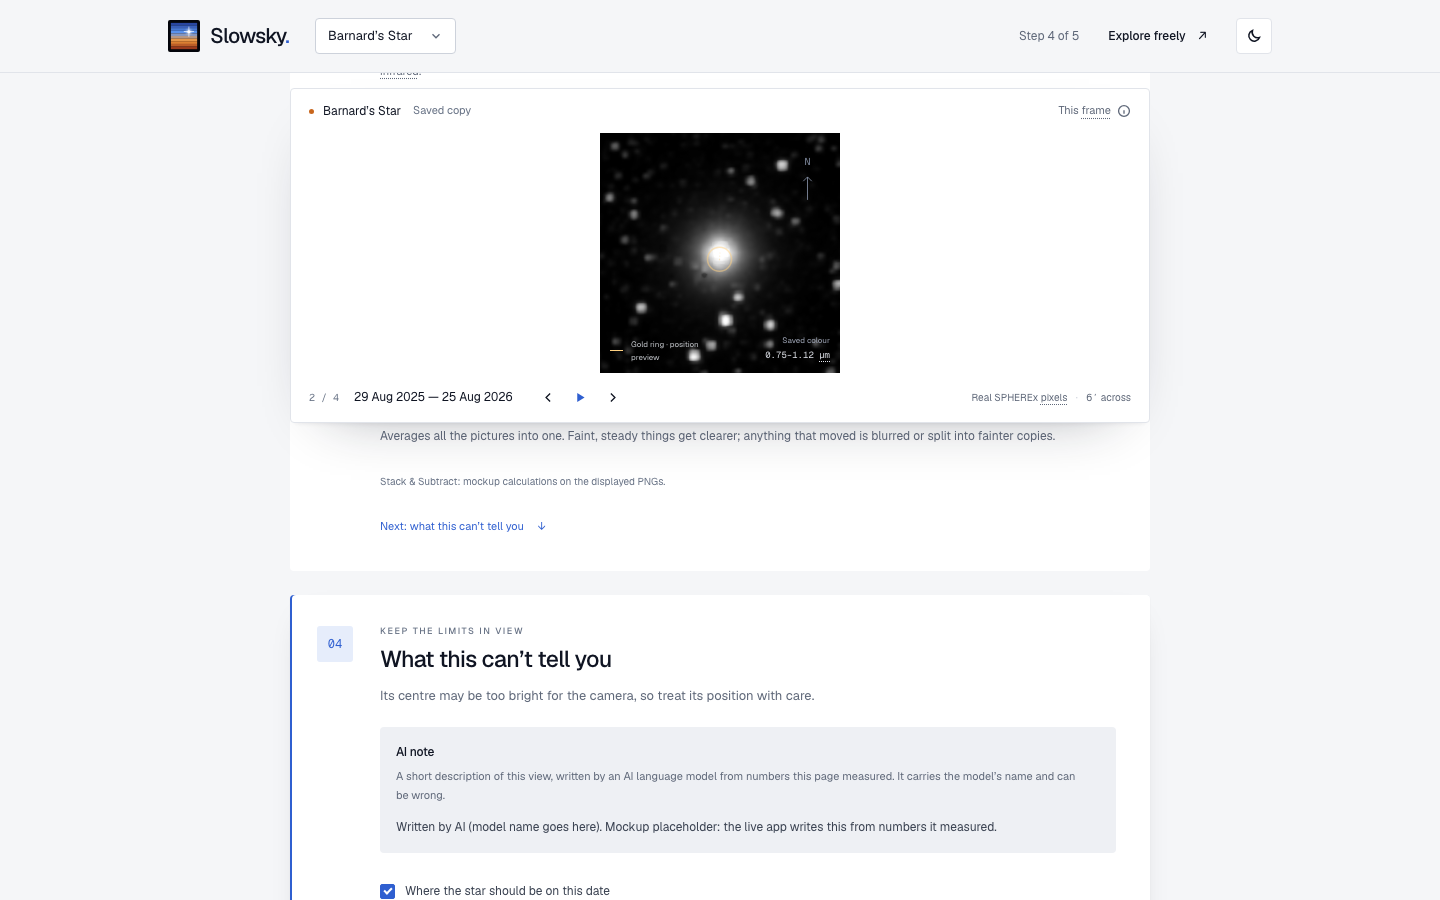 Slowsky.
Barnard's Star
Step 4 of 5
Explore freely
infrared.
Barnard's Star
Saved copy
This frame
N
Gold ring · position
preview
Saved colour
0.75–1.12 µm
2 / 4
29 Aug 2025 — 25 Aug 2026
Real SPHEREx pixels · 6′ across
Averages all the pictures into one. Faint, steady things get clearer; anything that moved is blurred or split into fainter copies.
Stack & Subtract: mockup calculations on the displayed PNGs.
Next: what this can't tell you
04
KEEP THE LIMITS IN VIEW
What this can't tell you
Its centre may be too bright for the camera, so treat its position with care.
AI note
A short description of this view, written by an AI language model from numbers this page measured. It carries the model's name and can
be wrong.
Written by AI (model name goes here). Mockup placeholder: the live app writes this from numbers it measured.
Where the star should be on this date